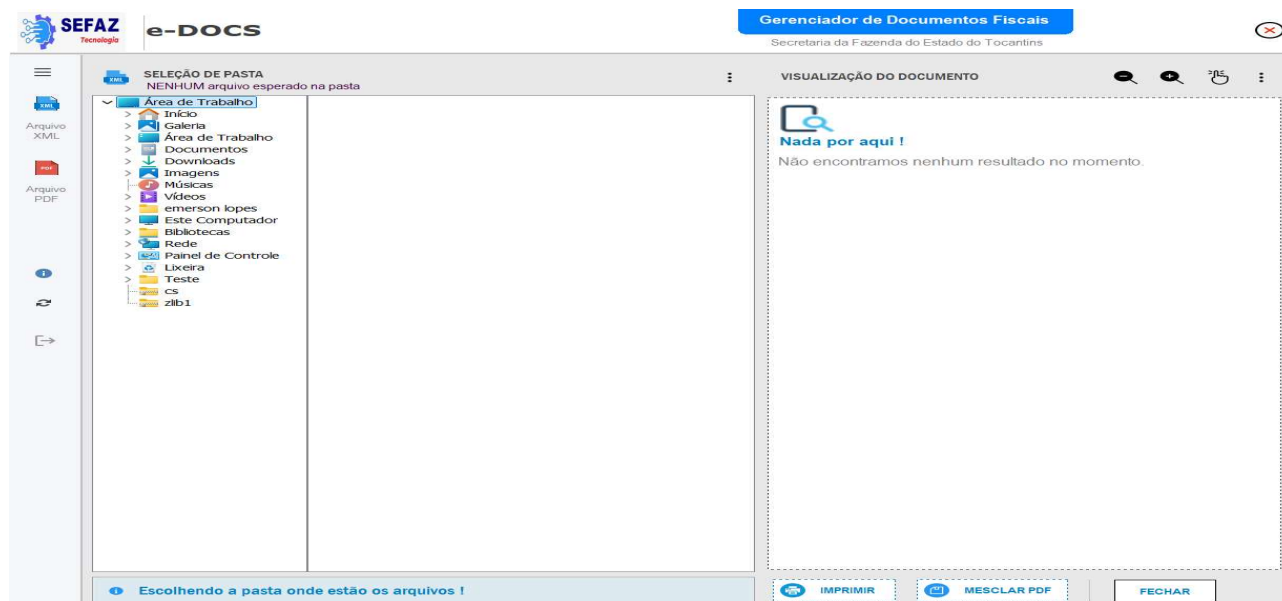 SEFAZ
Tecnologia
e-DOCS
Gerenciador de Documentos Fiscais
Secretaria da Fazenda do Estado do Tocantins
XML
Arquivo
XML
PDF
Arquivo
PDF
XML
SELEÇÃO DE PASTA
NENHUM arquivo esperado na pasta
Área de Trabalho
Início
Galeria
Área de Trabalho
Documentos
Downloads
Imagens
Músicas
Vídeos
emerson lopes
Este Computador
Bibliotecas
Rede
Painel de Controle
Lixeira
Teste
cs
zlib1
Escolhendo a pasta onde estão os arquivos !
VISUALIZAÇÃO DO DOCUMENTO
Nada por aqui !
Não encontramos nenhum resultado no momento.
IMPRIMIR
MESCLAR PDF
FECHAR